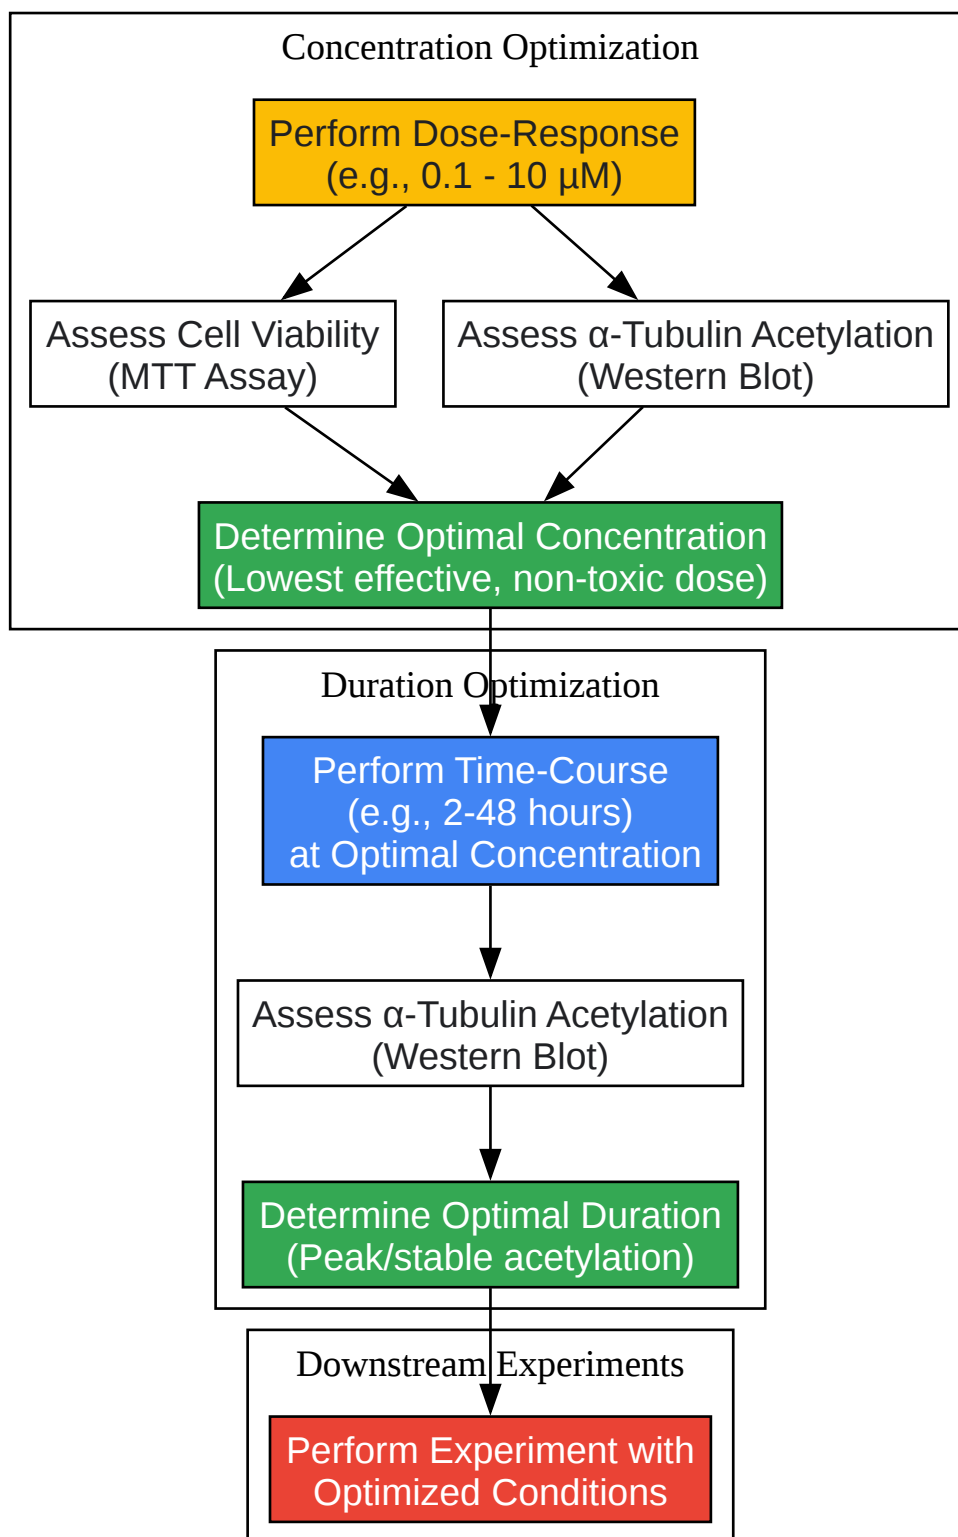 Concentration Optimization
Perform Dose-Response
(e.g., 0.1 - 10 µM)
Assess Cell Viability
(MTT Assay)
Assess α-Tubulin Acetylation
(Western Blot)
Determine Optimal Concentration
(Lowest effective, non-toxic dose)
Duration Optimization
Perform Time-Course
(e.g., 2-48 hours)
at Optimal Concentration
Assess α-Tubulin Acetylation
(Western Blot)
Determine Optimal Duration
(Peak/stable acetylation)
Downstream Experiments
Perform Experiment with
Optimized Conditions